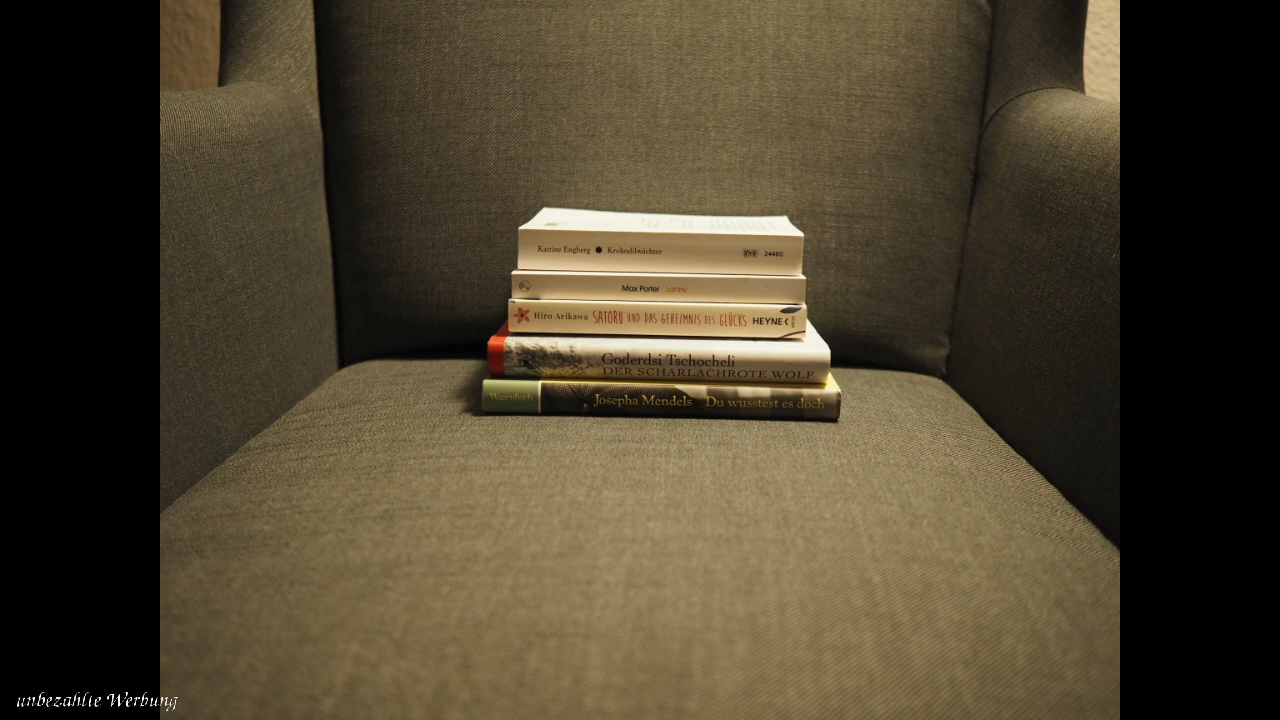 Katrine Engberg ● Krokodilwächter 24480
Max Porter Lanny
Hiro Arikawa SATORU UND DAS GEHEIMNIS DES GLÜCKS HEYNE<
Goderdsi Tschocheli
DER SCHARLACHROTE WOLF
Wagenbach Josepha Mendels Du wusstest es doch
unbezahlte Werbung